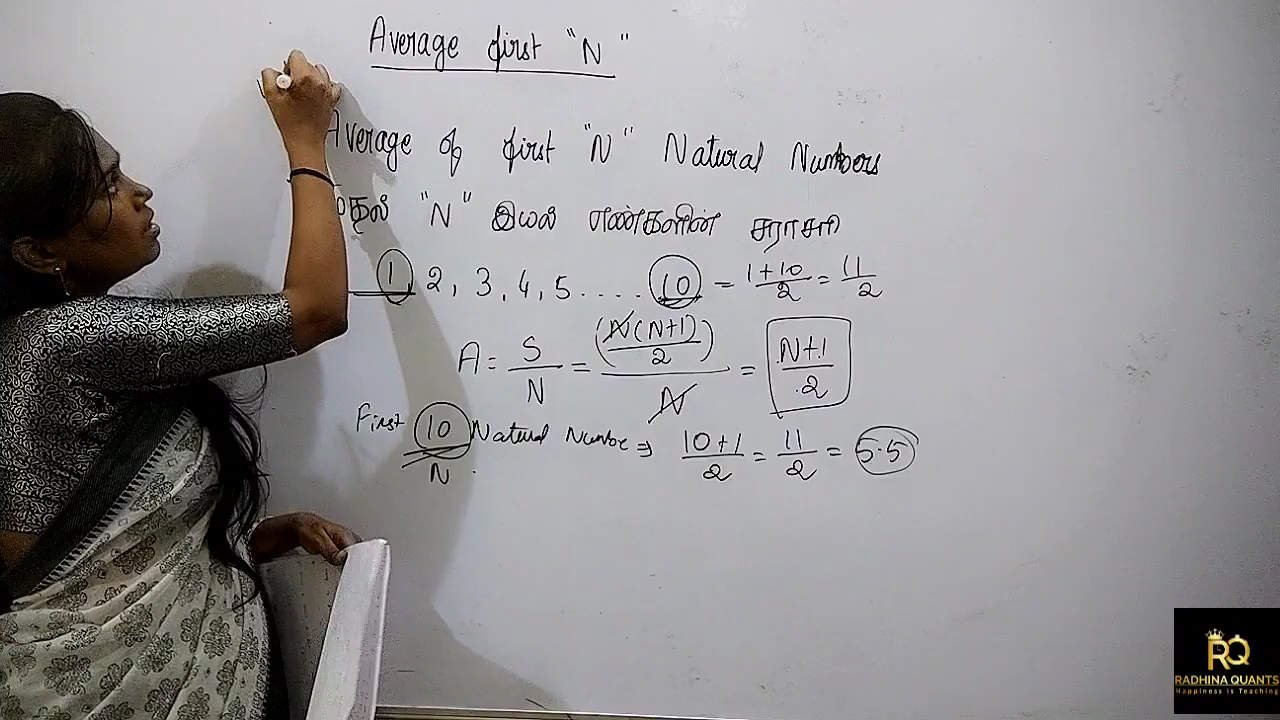 Average first "N"
Average of first "N" Natural Numbers
முதல் "N" இயல் எண்களின் சராசரி
1 2, 3, 4, 5 .... 10 = 1+10/2 = 11/2
A = S/N = (N(N+1)/2)/N = N+1/2
First 10 Natural Numbe ⇒ 10+1/2 = 11/2 = 5.5
N
RQ
RADHINA QUANTS
Happiness is Teaching